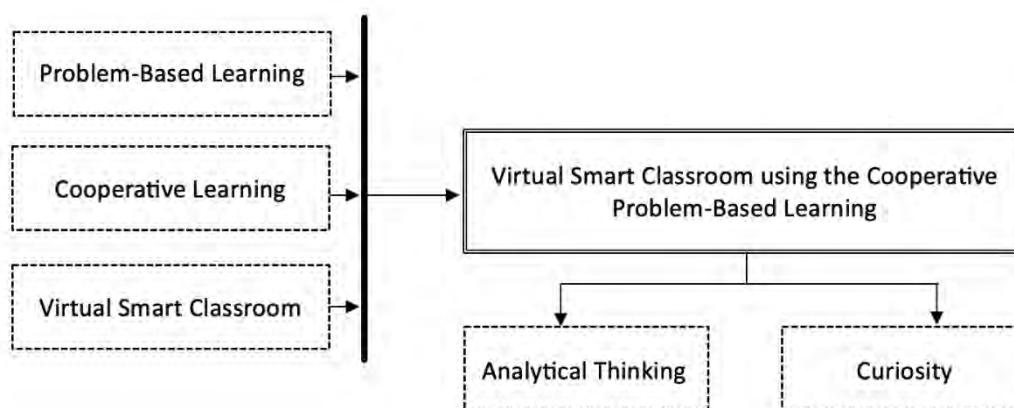 Problem-Based Learning
Cooperative Learning
Virtual Smart Classroom
Virtual Smart Classroom using the Cooperative
Problem-Based Learning
Analytical Thinking
Curiosity